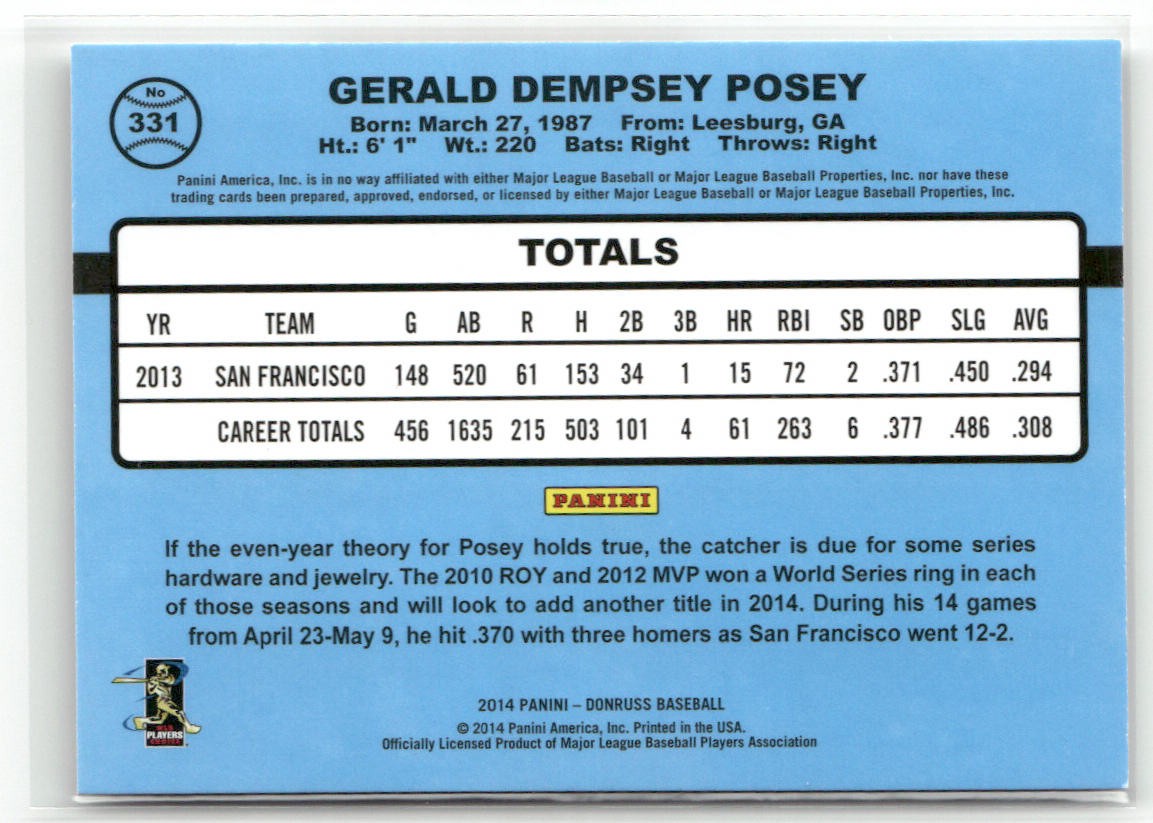 No
331
GERALD DEMPSEY POSEY
Born: March 27, 1987 From: Leesburg, GA
Ht.: 6' 1" Wt.: 220 Bats: Right Throws: Right
Panini America, Inc. is in no way affiliated with either Major League Baseball or Major League Baseball Properties, Inc. nor have these
trading cards been prepared, approved, endorsed, or licensed by either Major League Baseball or Major League Baseball Properties, Inc.
TOTALS
YR TEAM G AB R H 2B 3B HR RBI SB OBP SLG AVG
2013 SAN FRANCISCO 148 520 61 153 34 1 15 72 2 .371 .450 .294
CAREER TOTALS 456 1635 215 503 101 4 61 263 6 .377 .486 .308
PANINI
If the even-year theory for Posey holds true, the catcher is due for some series
hardware and jewelry. The 2010 ROY and 2012 MVP won a World Series ring in each
of those seasons and will look to add another title in 2014. During his 14 games
from April 23-May 9, he hit .370 with three homers as San Francisco went 12-2.
MLB
PLAYERS
CHOICE
2014 PANINI – DONRUSS BASEBALL
© 2014 Panini America, Inc. Printed in the USA.
Officially Licensed Product of Major League Baseball Players Association